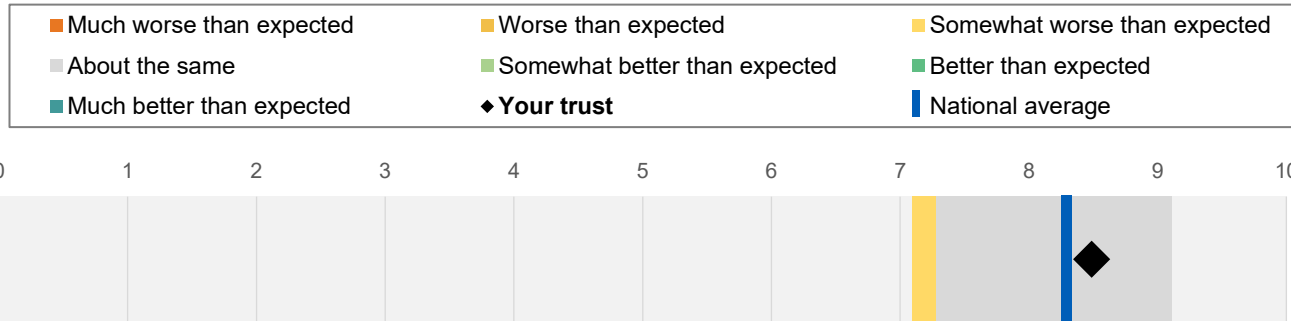 Much worse than expected Worse than expected Somewhat worse than expected
About the same Somewhat better than expected Better than expected
Much better than expected Your trust National average
0 1 2 3 4 5 6 7 8 9 10